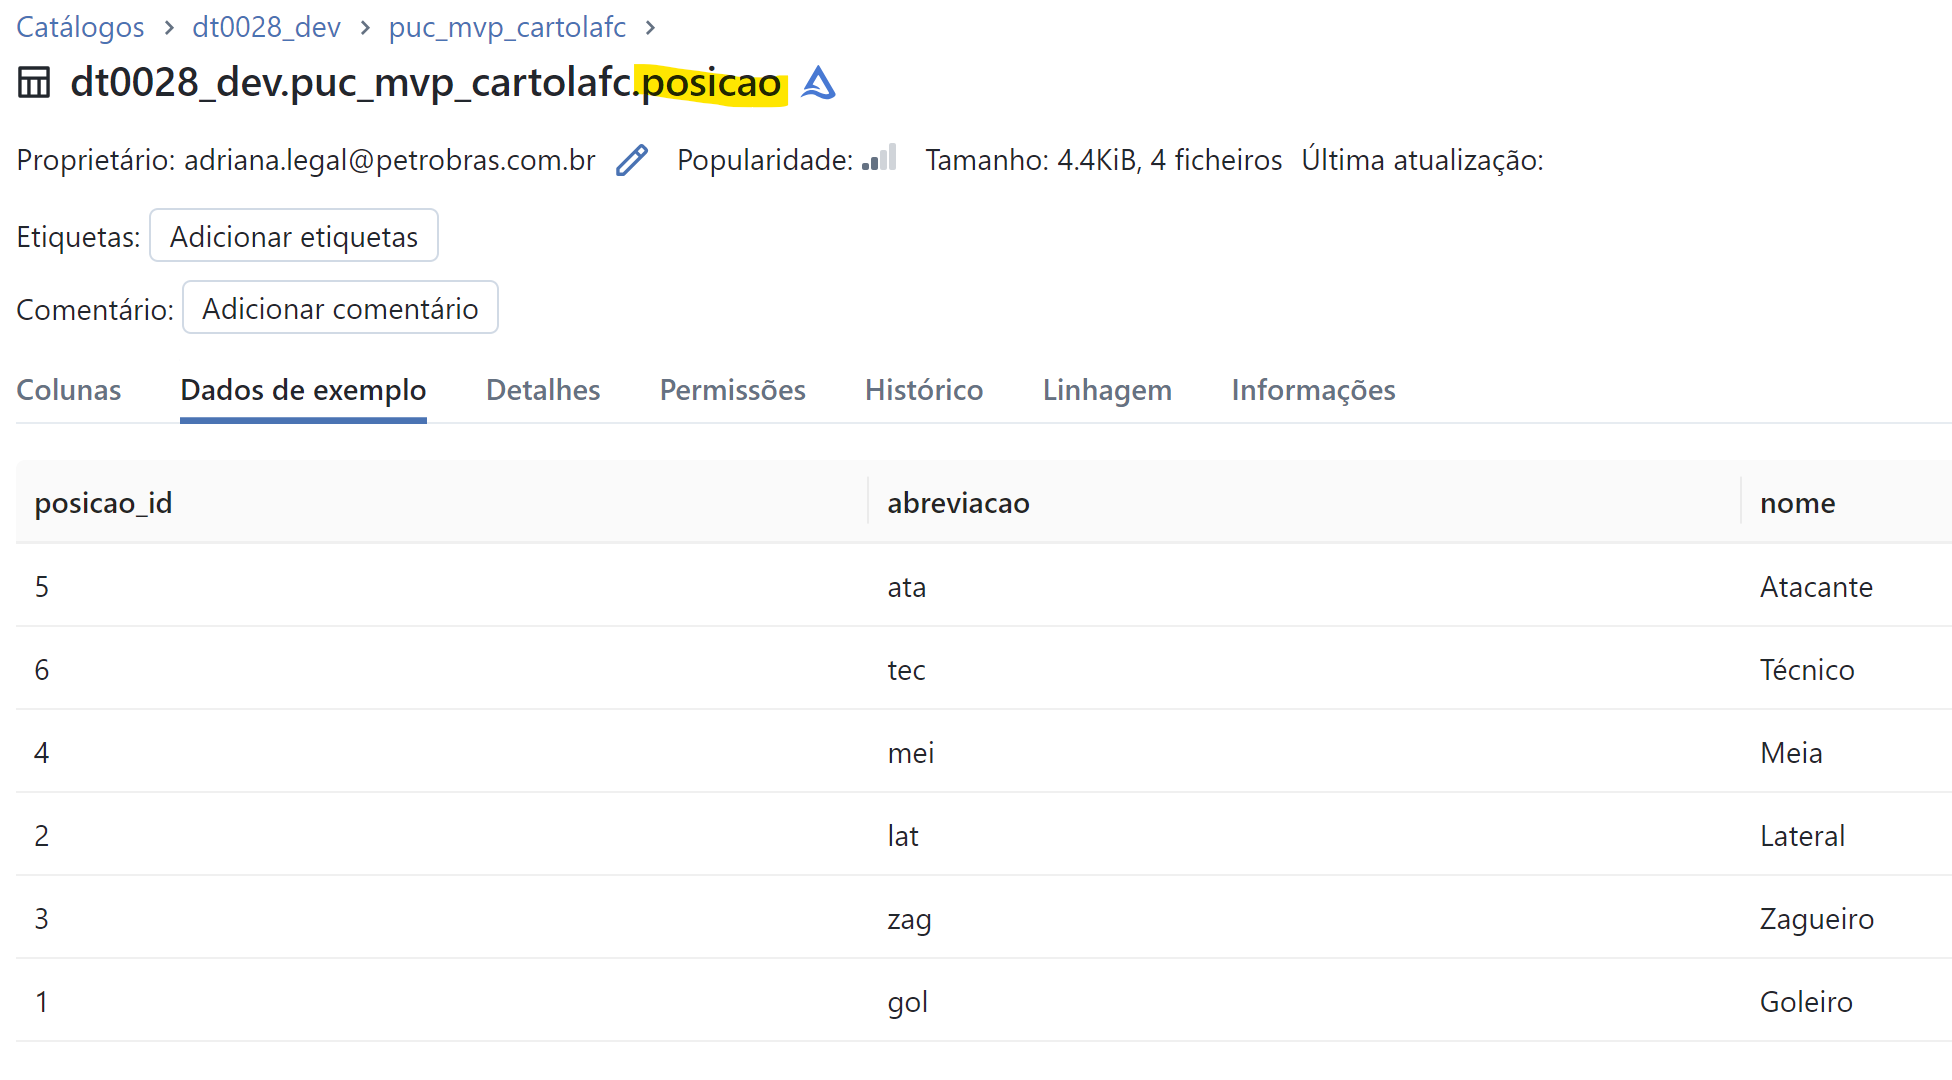 Catálogos > dt0028_dev > puc_mvp_cartolafc >
dt0028_dev.puc_mvp_cartolafc.posicao
Proprietário: adriana.legal@petrobras.com.br Popularidade: Tamanho: 4.4KiB, 4 ficheiros Última atualização:
Etiquetas: Adicionar etiquetas
Comentário: Adicionar comentário
Colunas Dados de exemplo Detalhes Permissões Histórico Linhagem Informações
posicao_id abreviacao nome
5 ata Atacante
6 tec Técnico
4 mei Meia
2 lat Lateral
3 zag Zagueiro
1 gol Goleiro